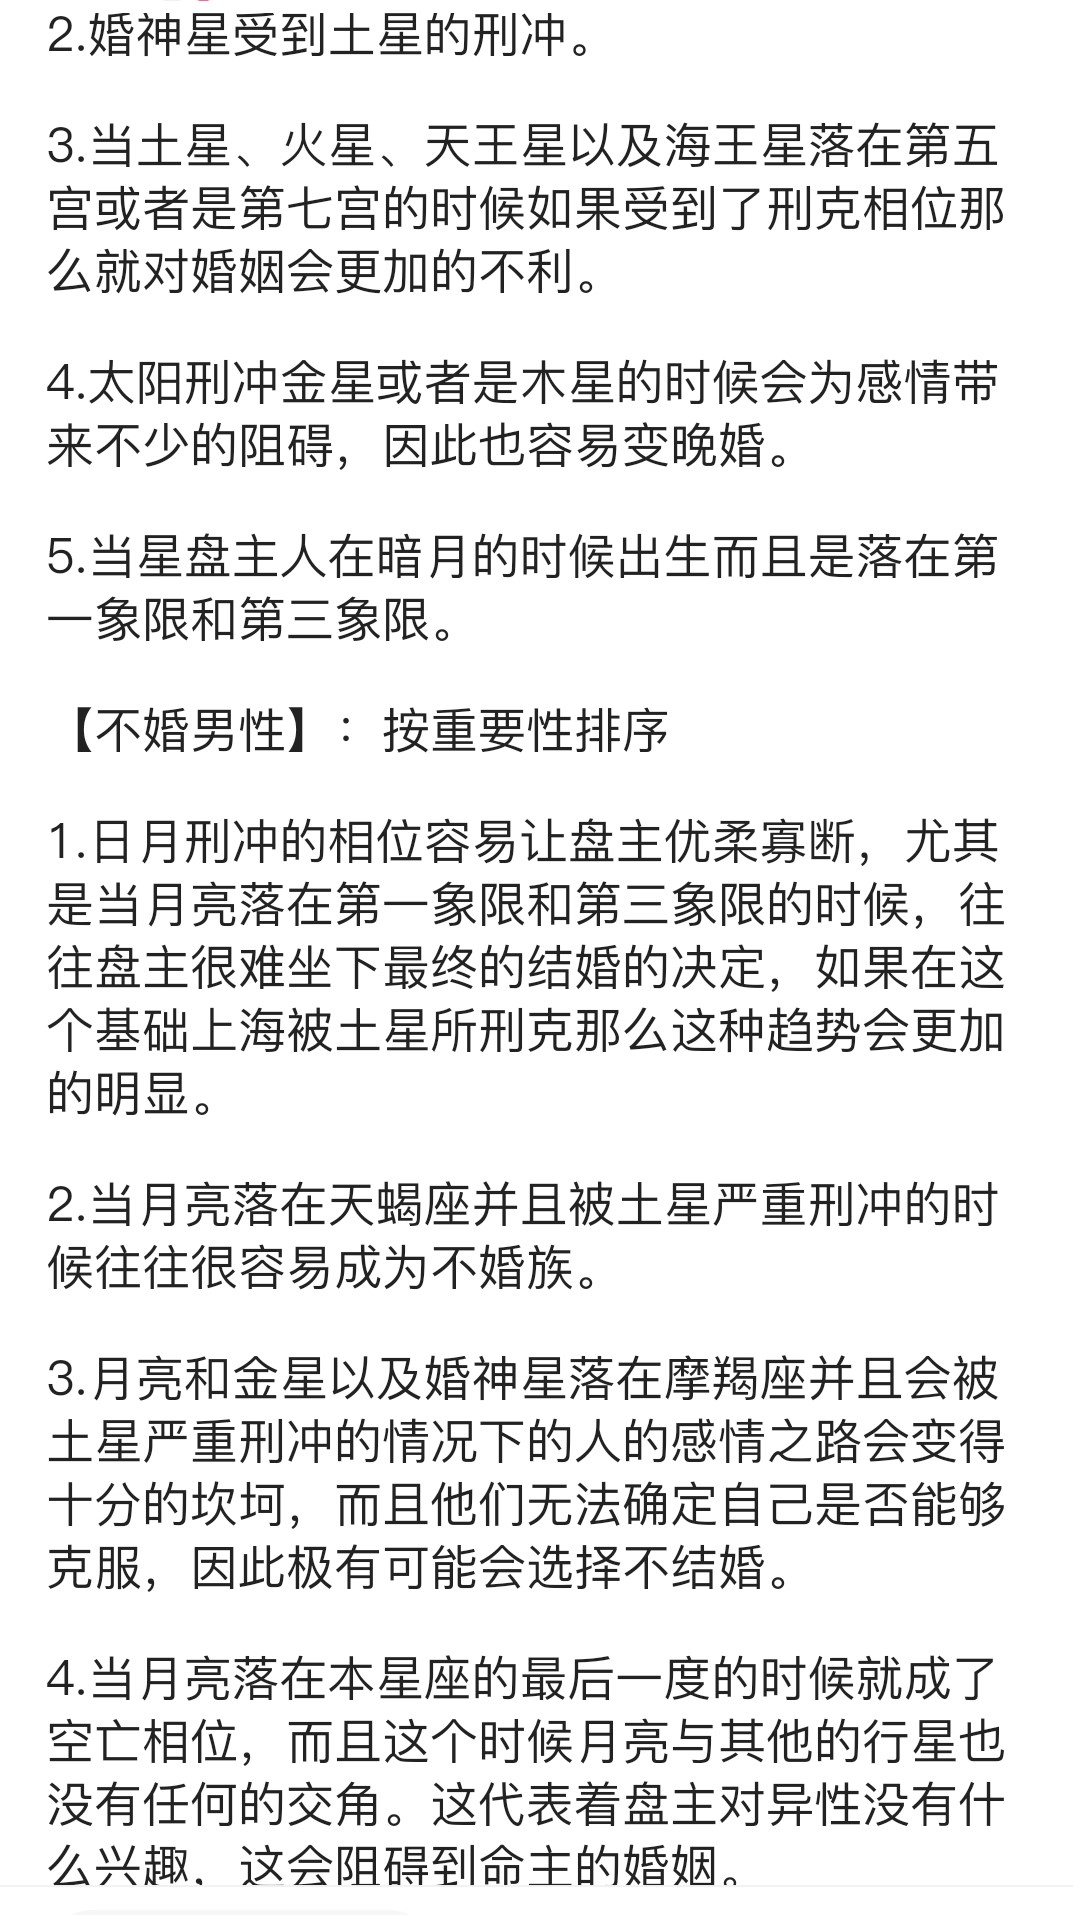 2.婚神星受到土星的刑冲。
3.当土星、火星、天王星以及海王星落在第五
宫或者是第七宫的时候如果受到了刑克相位那
么就对婚姻会更加的不利。
4.太阳刑冲金星或者是木星的时候会为感情带
来不少的阻碍，因此也容易变晚婚。
5.当星盘主人在暗月的时候出生而且是落在第
一象限和第三象限。
【不婚男性】：按重要性排序
1.日月刑冲的相位容易让盘主优柔寡断，尤其
是当月亮落在第一象限和第三象限的时候，往
往盘主很难坐下最终的结婚的决定，如果在这
个基础上海被土星所刑克那么这种趋势会更加
的明显。
2.当月亮落在天蝎座并且被土星严重刑冲的时
候往往很容易成为不婚族。
3.月亮和金星以及婚神星落在摩羯座并且会被
土星严重刑冲的情况下的人的感情之路会变得
十分的坎坷，而且他们无法确定自己是否能够
克服，因此极有可能会选择不结婚。
4.当月亮落在本星座的最后一度的时候就成了
空亡相位，而且这个时候月亮与其他的行星也
没有任何的交角。这代表着盘主对异性没有什
么兴趣，这会阻碍到命主的婚姻。